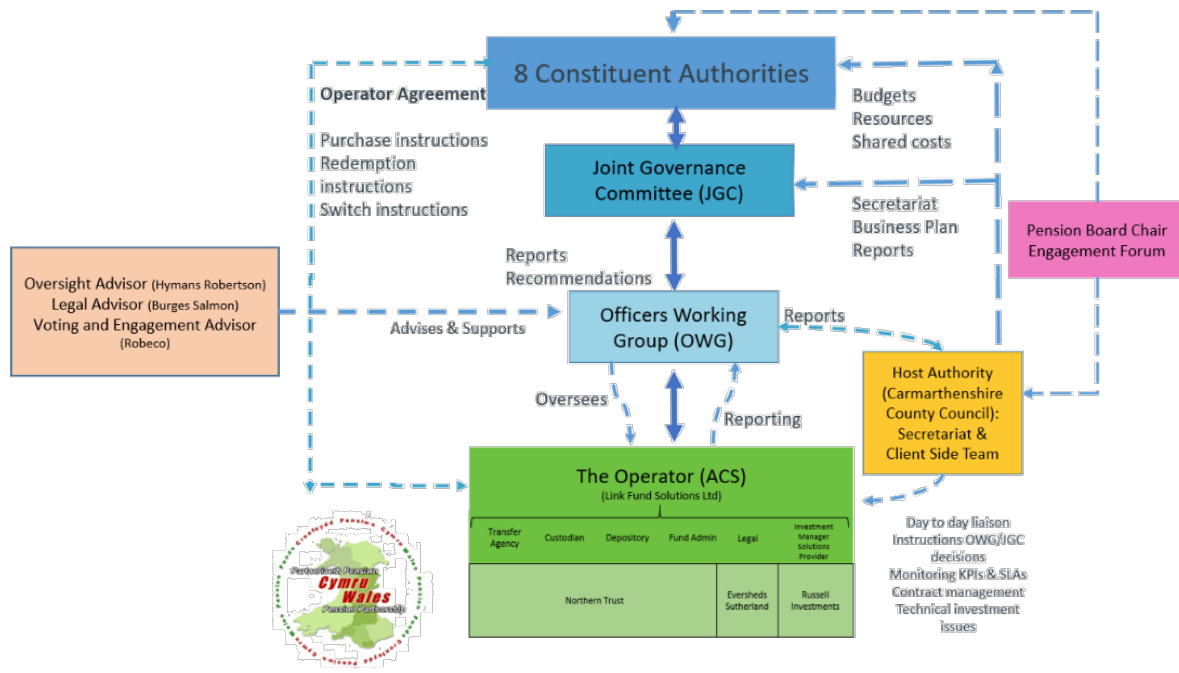 8 Constituent Authorities
Operator Agreement
Purchase instructions
Redemption
instructions
Switch instructions
Budgets
Resources
Shared costs
Joint Governance
Committee (JGC)
Secretariat
Business Plan
Reports
Pension Board Chair
Engagement Forum
Reports
Recommendations
Oversight Advisor (Hymans Robertson)
Legal Advisor (Burges Salmon)
Voting and Engagement Advisor
(Robeco)
Advises & Supports
Officers Working
Group (OWG)
Reports
Host Authority
(Carmarthenshire
County Council):
Secretariat &
Client Side Team
Oversees
Reporting
The Operator (ACS)
(Link Fund Solutions Ltd)
Transfer
Agency
Custodian
Depository
Fund Admin
Legal
Investment
Manager
Solutions
Provider
Northern Trust
Eversheds
Sutherland
Russell
Investments
Day to day liaison
Instructions OWG/JGC
decisions
Monitoring KPIs & SLAs
Contract management
Technical investment
issues
Partneriaeth Pensiwn
Cymru
Wales
Pension Partnership